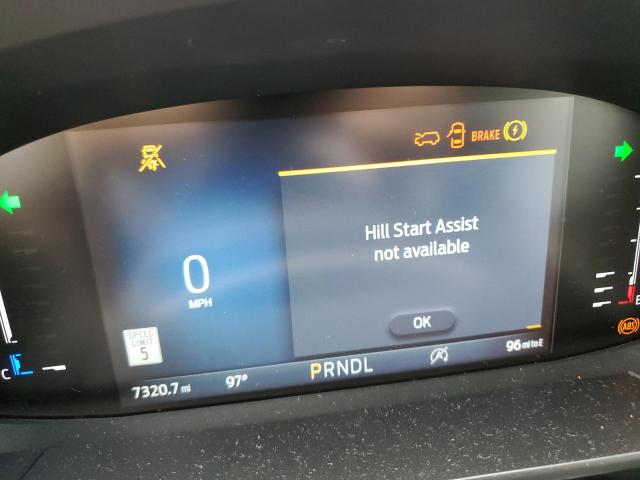 BRAKE
Hill Start Assist
not available
0
MPH
OK
SPEED
LIMIT
5
ABS
C
E
7320.7 mi
97°
PRNDL
96 mi to E